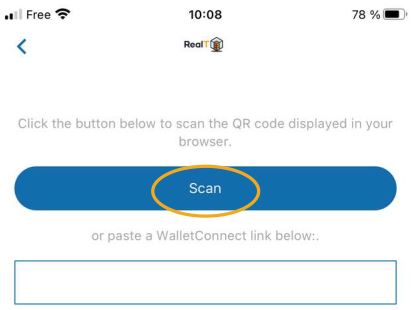 Free 10:08 78 %
RealT
Click the button below to scan the QR code displayed in your
browser.
Scan
or paste a WalletConnect link below:.